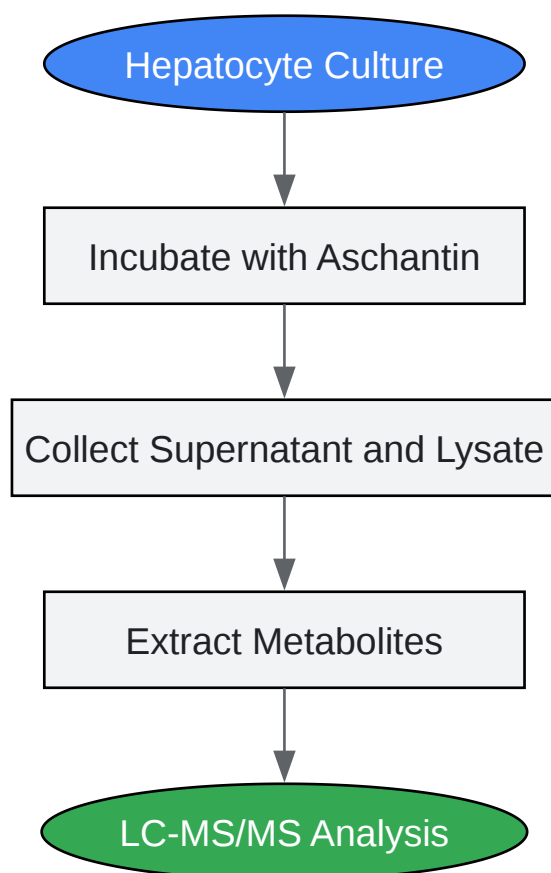 Hepatocyte Culture
Incubate with Aschantin
Collect Supernatant and Lysate
Extract Metabolites
LC-MS/MS Analysis